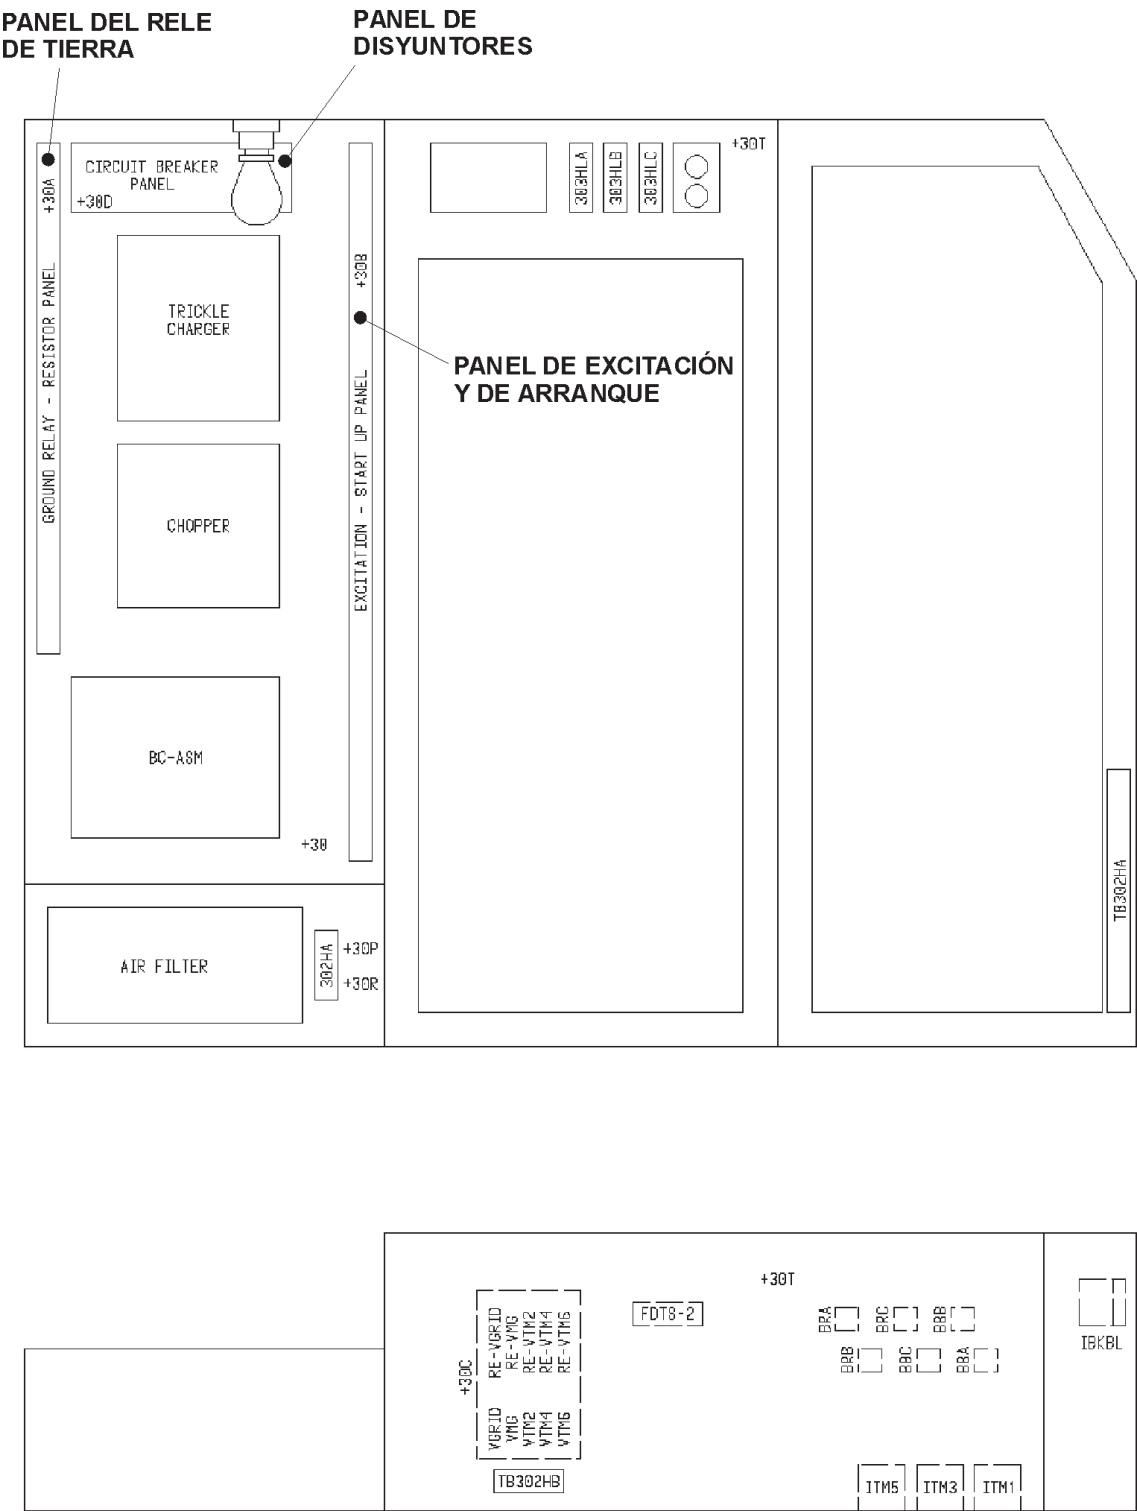 PANEL DEL RELE
DE TIERRA
PANEL DE
DISYUNTORES
CIRCUIT BREAKER
PANEL
+30D
+30A
GROUND RELAY - RESISTOR PANEL
TRICKLE
CHARGER
CHOPPER
BC-ASM
+30
+30B
EXCITATION - START UP PANEL
PANEL DE EXCITACIÓN
Y DE ARRANQUE
303HLA
303HLB
303HLC
+30T
AIR FILTER
302HA
+30P
+30R
TB302HA
+30T
+30C
RE-VGRID
RE-VMG
RE-VTM2
RE-VTM4
RE-VTM6
VGRID
VMG
VTM2
VTM4
VTM6
TB302HB
FDTS-2
BRA
BRC
BBB
BRB
BBC
BBA
IBKBL
ITM5
ITM3
ITM1